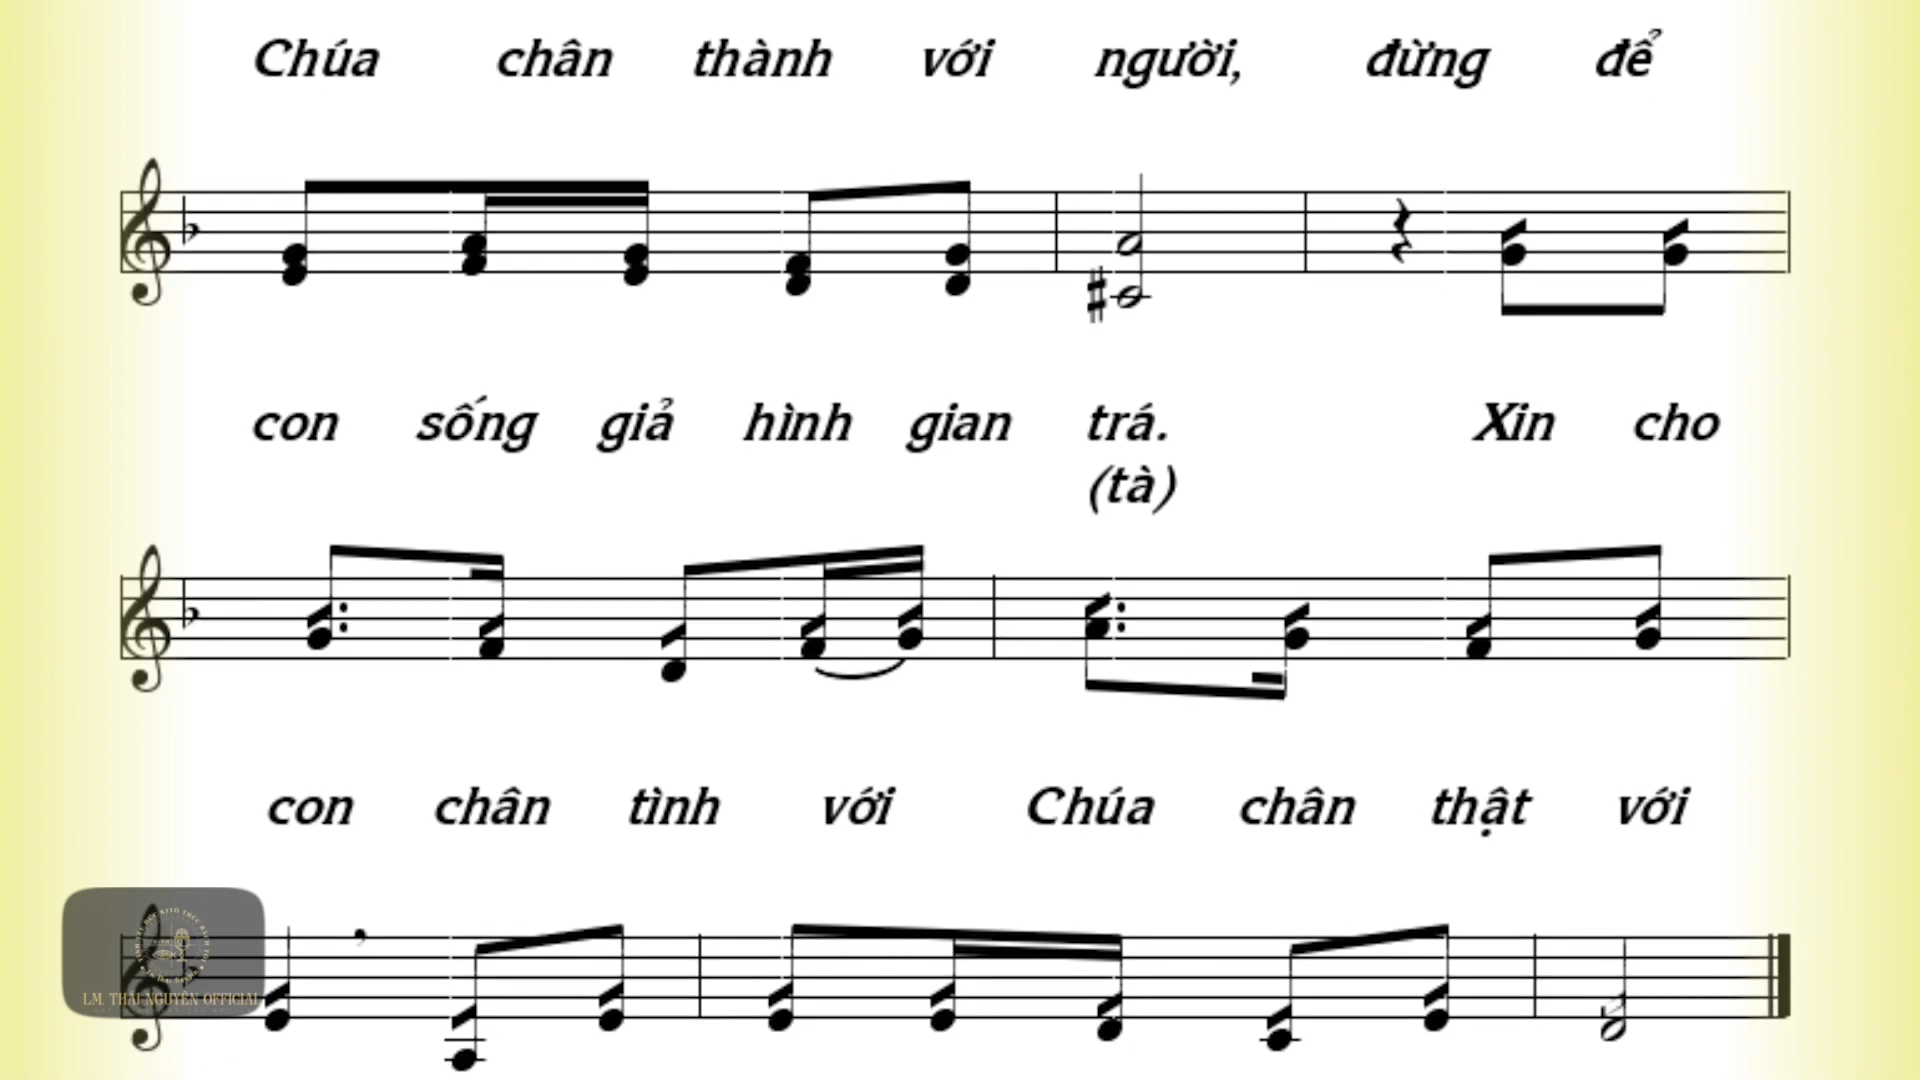 Chúa chân thành với người, đừng để
con sống giả hình gian trá. Xin cho
(tà)
con chân tình với Chúa chân thật với
LM. THÁI NGUYÊN OFFICIAL